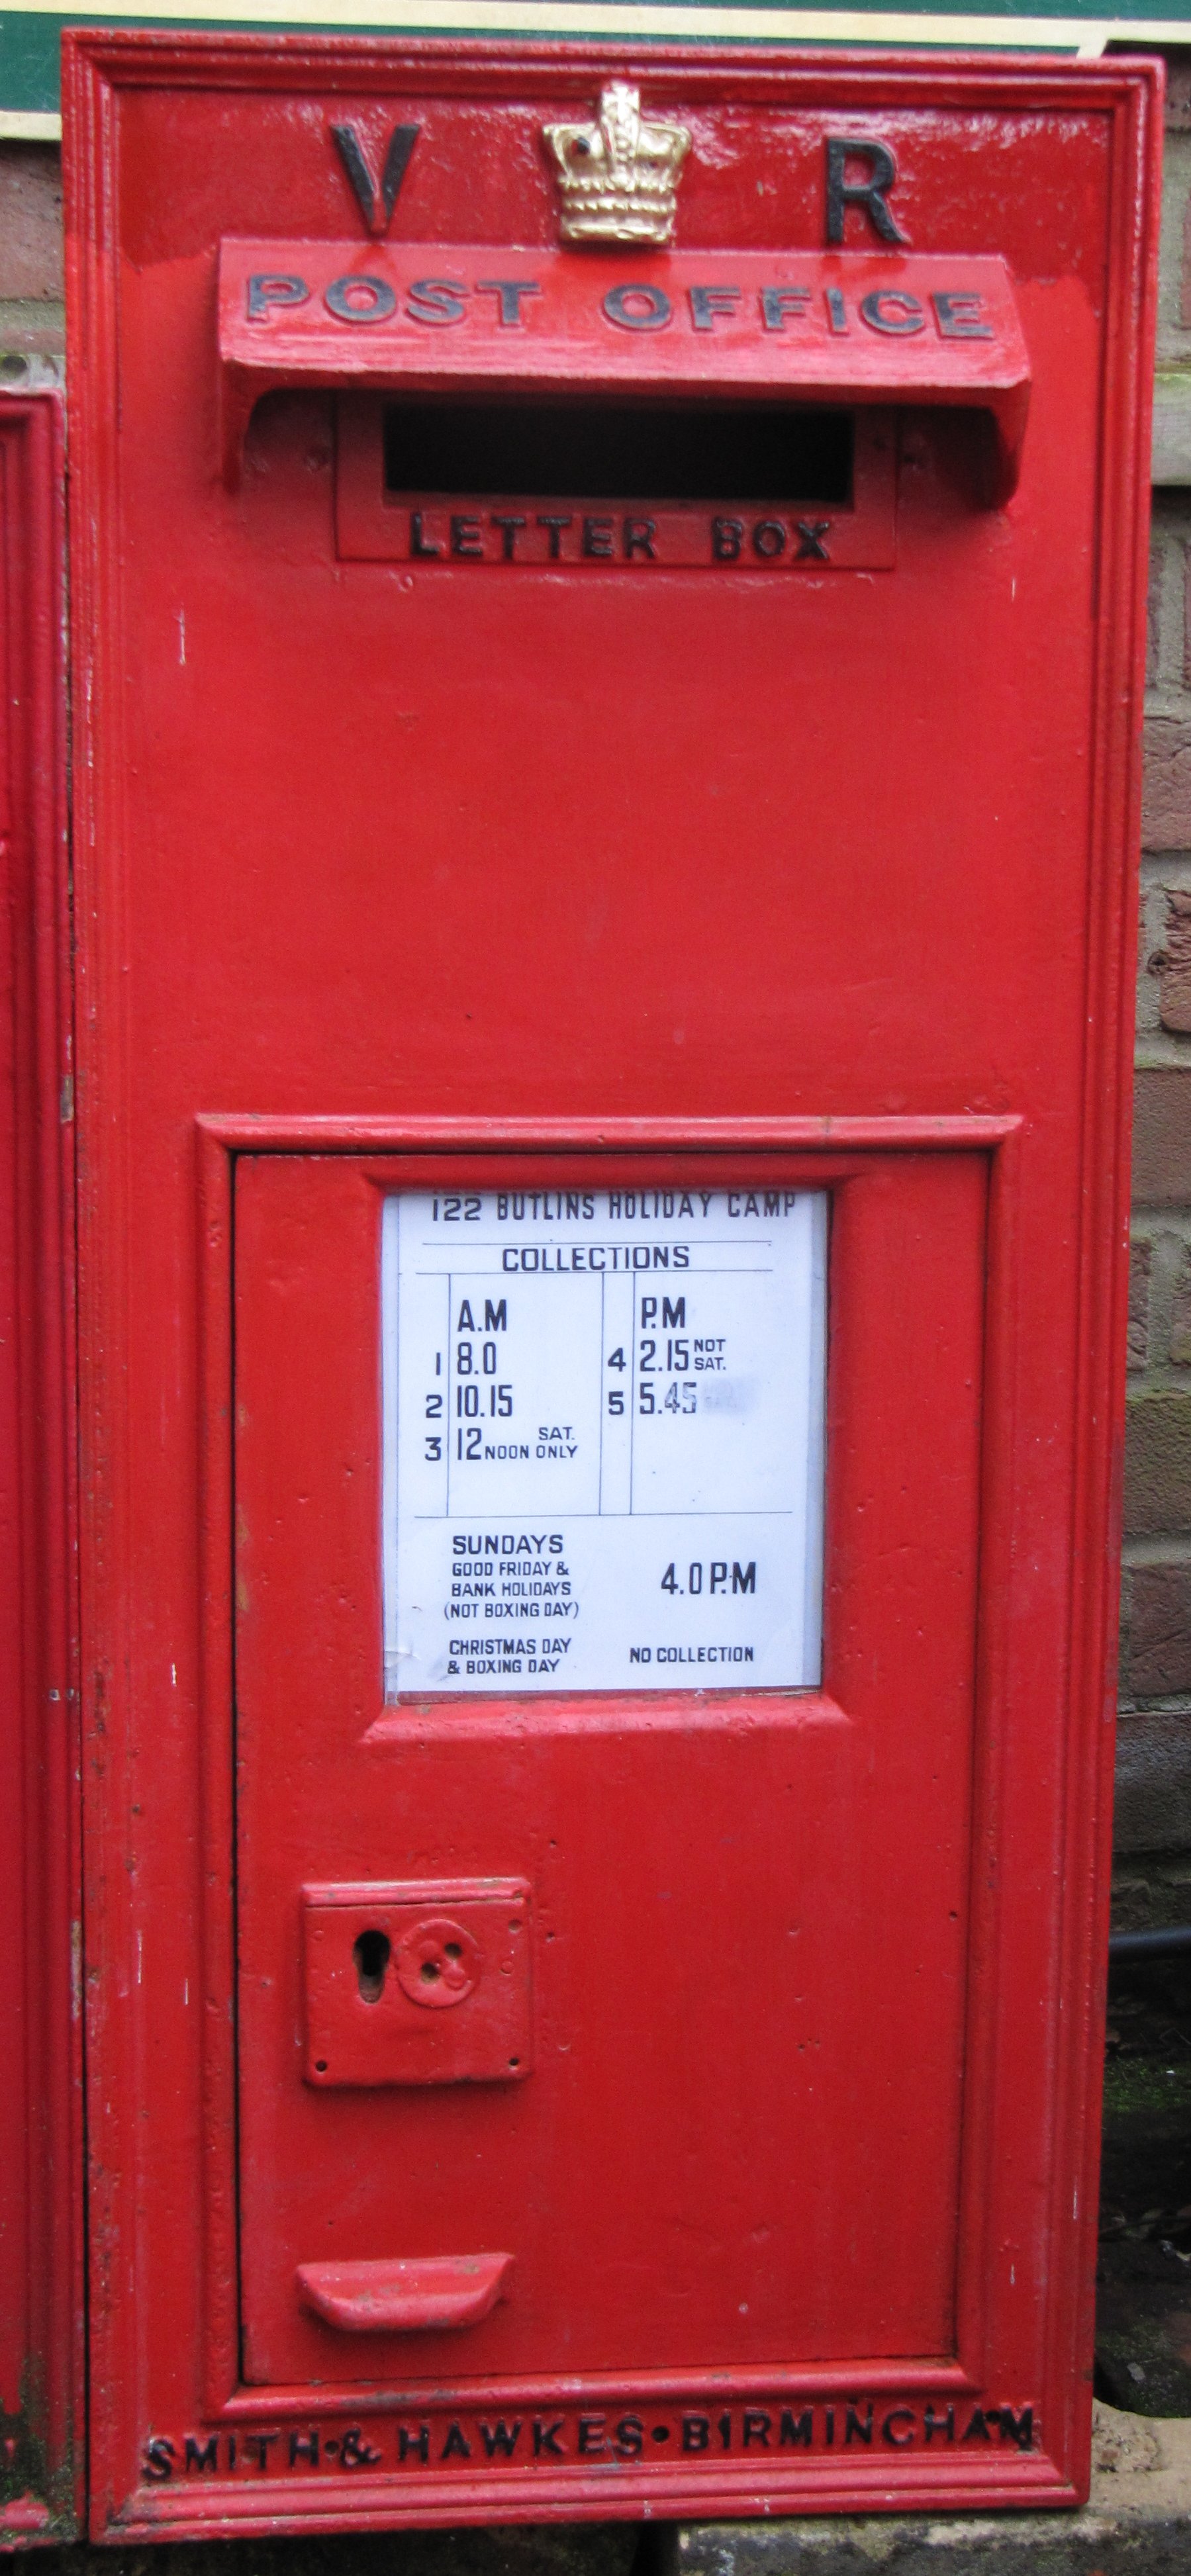 V R
POST OFFICE
LETTER BOX
122 BUTLINS HOLIDAY CAMP
COLLECTIONS
A.M P.M
1 8.0 4 2.15 NOT SAT.
2 10.15 5 5.45
3 12 NOON SAT. ONLY
SUNDAYS
GOOD FRIDAY &
BANK HOLIDAYS 4.0 P.M
(NOT BOXING DAY)
CHRISTMAS DAY NO COLLECTION
& BOXING DAY
SMITH•&HAWKES•BIRMINGHAM